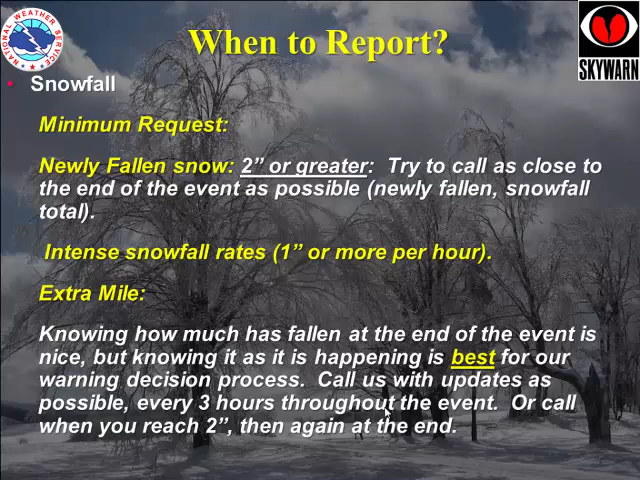 NATIONAL WEATHER SERVICE
When to Report?
SKYWARN
• Snowfall
Minimum Request:
Newly Fallen snow: 2” or greater: Try to call as close to
the end of the event as possible (newly fallen, snowfall
total).
Intense snowfall rates (1” or more per hour).
Extra Mile:
Knowing how much has fallen at the end of the event is
nice, but knowing it as it is happening is best for our
warning decision process. Call us with updates as
possible, every 3 hours throughout the event. Or call
when you reach 2”, then again at the end.